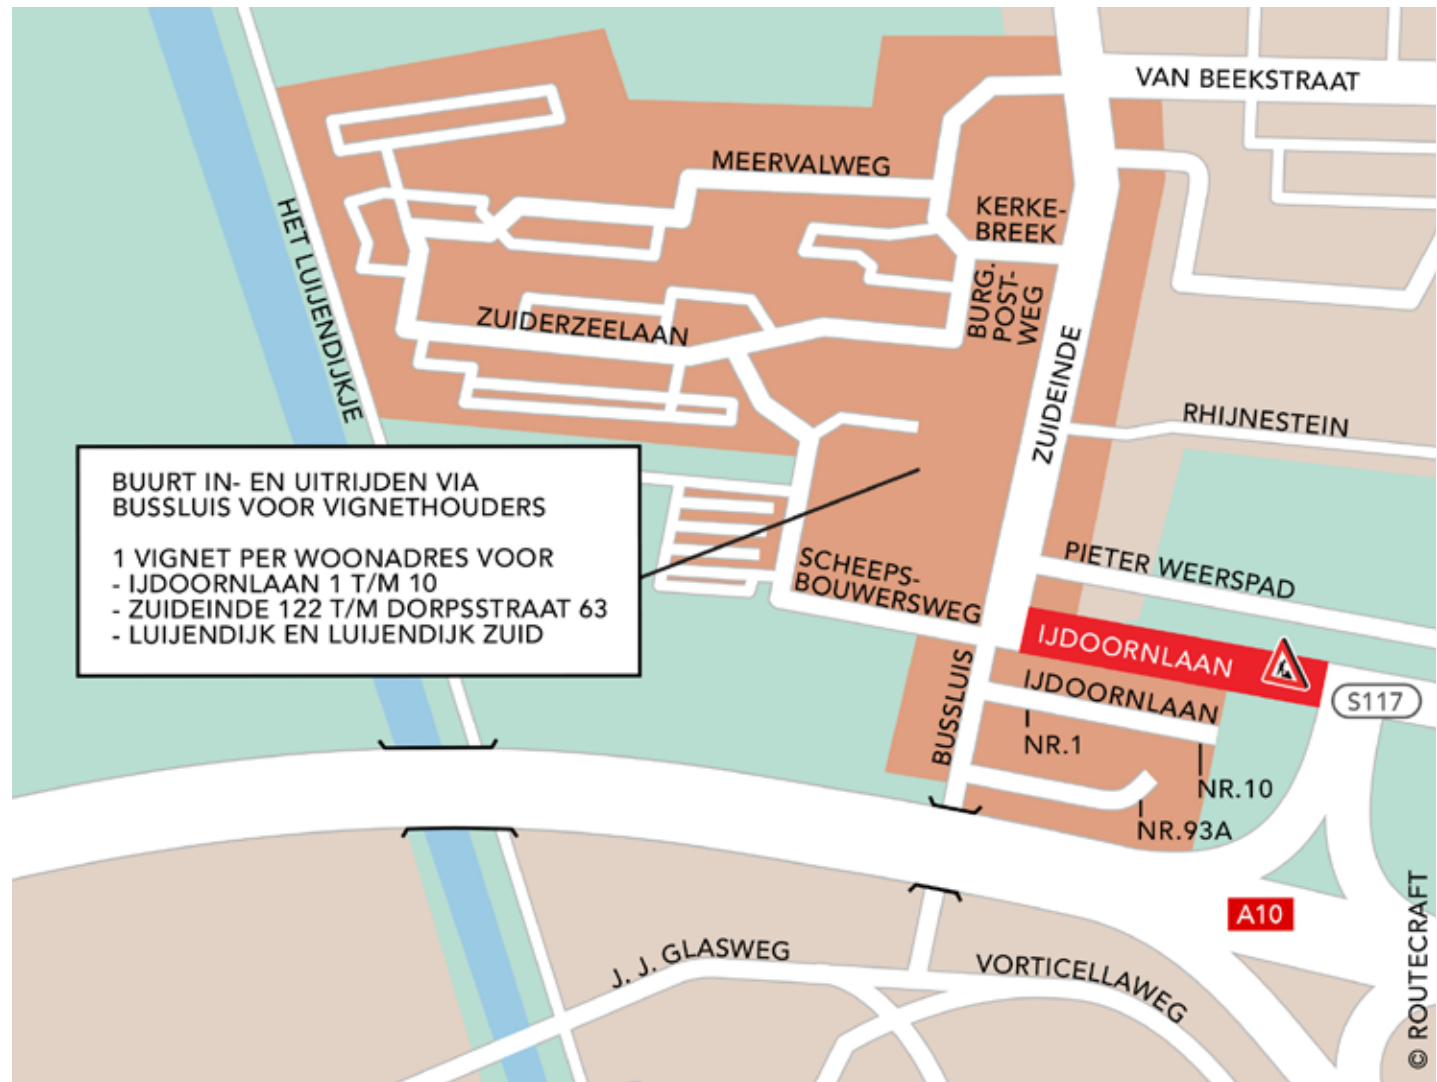 VAN BEEKSTRAAT
MEERVALWEG
KERKE-
BREEK
HET LUIJENDIJKJE
BURG.
POST-
WEG
ZUIDERZEELAAN
ZUIDEINDE
RHIJNESTEIN
BUURT IN- EN UITRIJDEN VIA
BUSSLUIS VOOR VIGNETHOUDERS
1 VIGNET PER WOONADRES VOOR
- IJDOORNLAAN 1 T/M 10
- ZUIDEINDE 122 T/M DORPSSTRAAT 63
- LUIJENDIJK EN LUIJENDIJK ZUID
SCHEEPS-
BOUWERSWEG
PIETER WEERSPAD
IJDOORNLAAN
S117
BUSSLUIS
IJDOORNLAAN
NR.1
NR.10
NR.93A
A10
J. J. GLASWEG
VORTICELLAWEG
© ROUTECRAFT